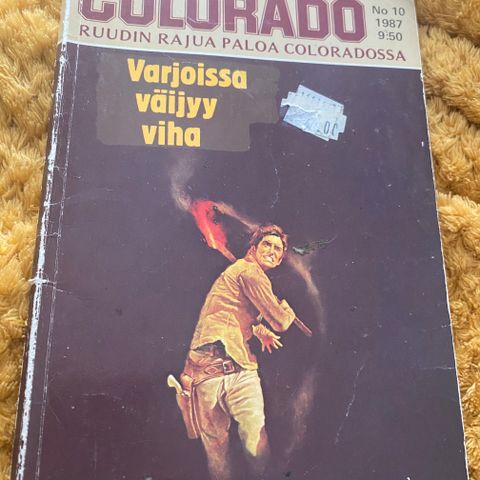 COLORADO
No 10
1987
9:50
RUUDIN RAJUA PALOA COLORADOSSA
Varjoissa
väijyy
viha